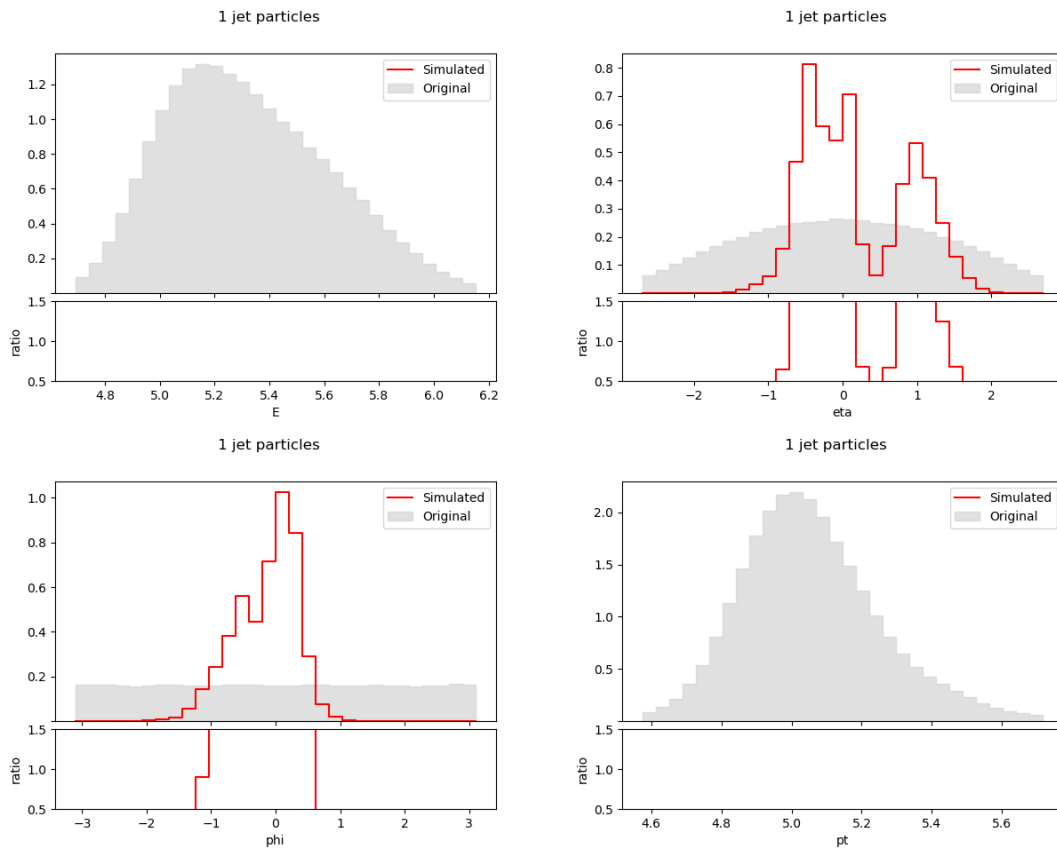 1 jet particles
Simulated
Original
1.2
1.0
0.8
0.6
0.4
0.2
1.5
1.0
0.5
ratio
4.8 5.0 5.2 5.4 5.6 5.8 6.0 6.2
E
1 jet particles
Simulated
Original
0.8
0.7
0.6
0.5
0.4
0.3
0.2
0.1
1.5
1.0
0.5
ratio
−2 −1 0 1 2
eta
1 jet particles
Simulated
Original
1.0
0.8
0.6
0.4
0.2
1.5
1.0
0.5
ratio
−3 −2 −1 0 1 2 3
phi
1 jet particles
Simulated
Original
2.0
1.5
1.0
0.5
1.5
1.0
0.5
ratio
4.6 4.8 5.0 5.2 5.4 5.6
pt